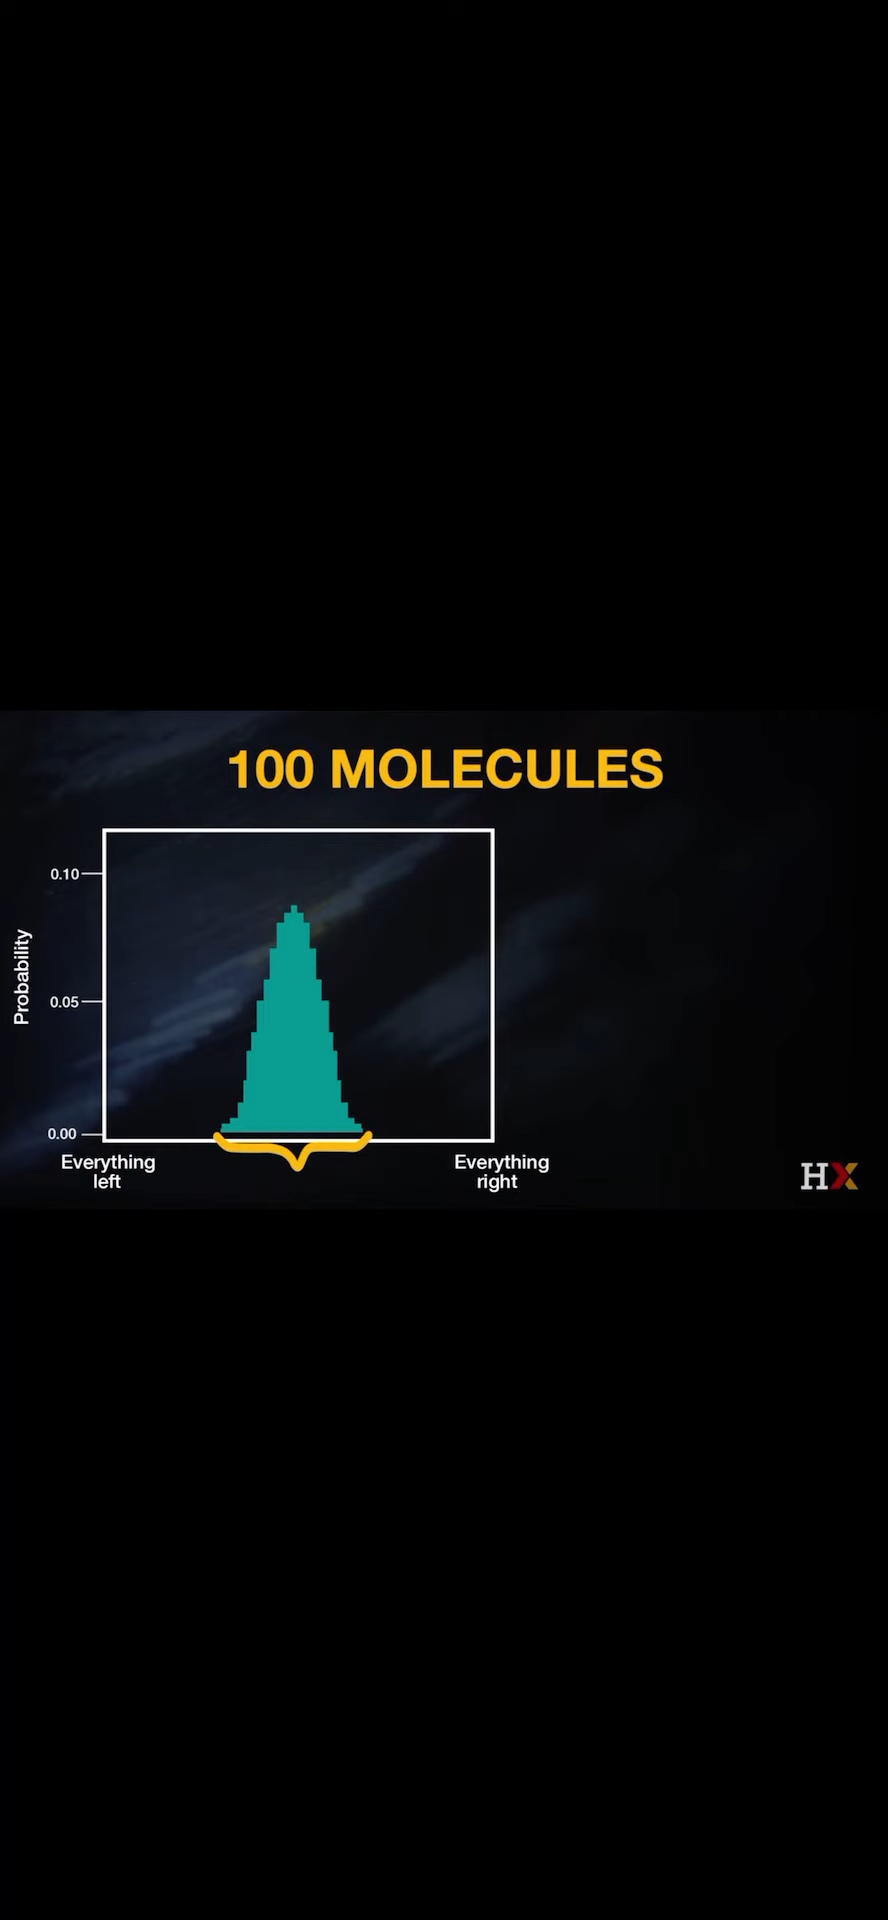 100 MOLECULES
0.10
Probability
0.05
0.00
Everything
left
Everything
right
HX